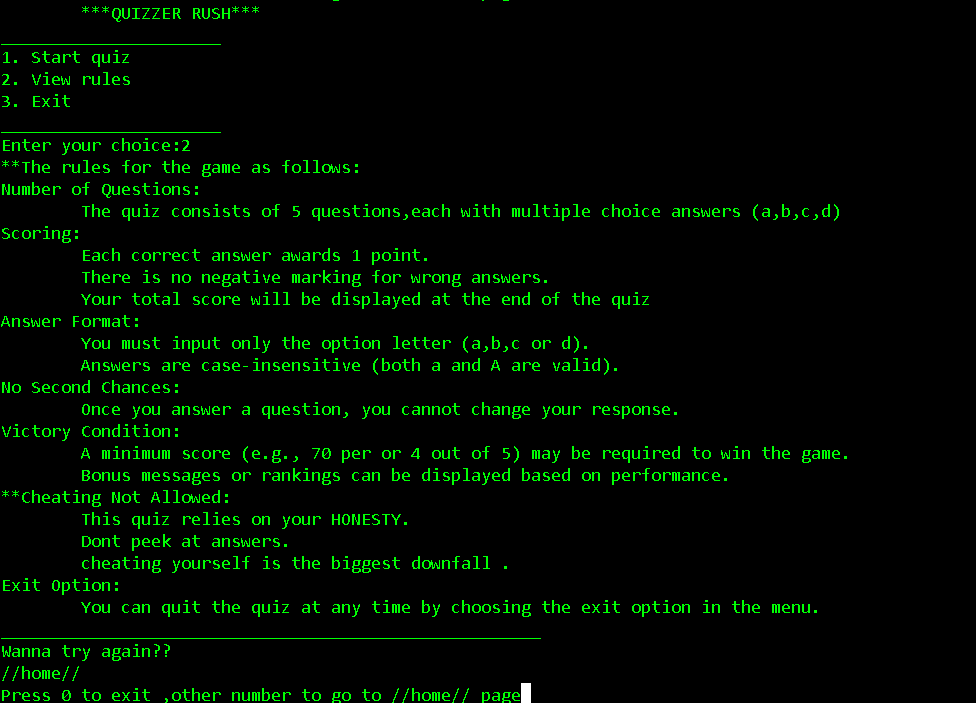 ***QUIZZER RUSH***
______________________
1. Start quiz
2. View rules
3. Exit
______________________
Enter your choice:2
**The rules for the game as follows:
Number of Questions:
The quiz consists of 5 questions,each with multiple choice answers (a,b,c,d)
Scoring:
Each correct answer awards 1 point.
There is no negative marking for wrong answers.
Your total score will be displayed at the end of the quiz
Answer Format:
You must input only the option letter (a,b,c or d).
Answers are case-insensitive (both a and A are valid).
No Second Chances:
Once you answer a question, you cannot change your response.
Victory Condition:
A minimum score (e.g., 70 per or 4 out of 5) may be required to win the game.
Bonus messages or rankings can be displayed based on performance.
**Cheating Not Allowed:
This quiz relies on your HONESTY.
Dont peek at answers.
cheating yourself is the biggest downfall .
Exit Option:
You can quit the quiz at any time by choosing the exit option in the menu.
______________________________________________________
Wanna try again??
//home//
Press 0 to exit ,other number to go to //home// page